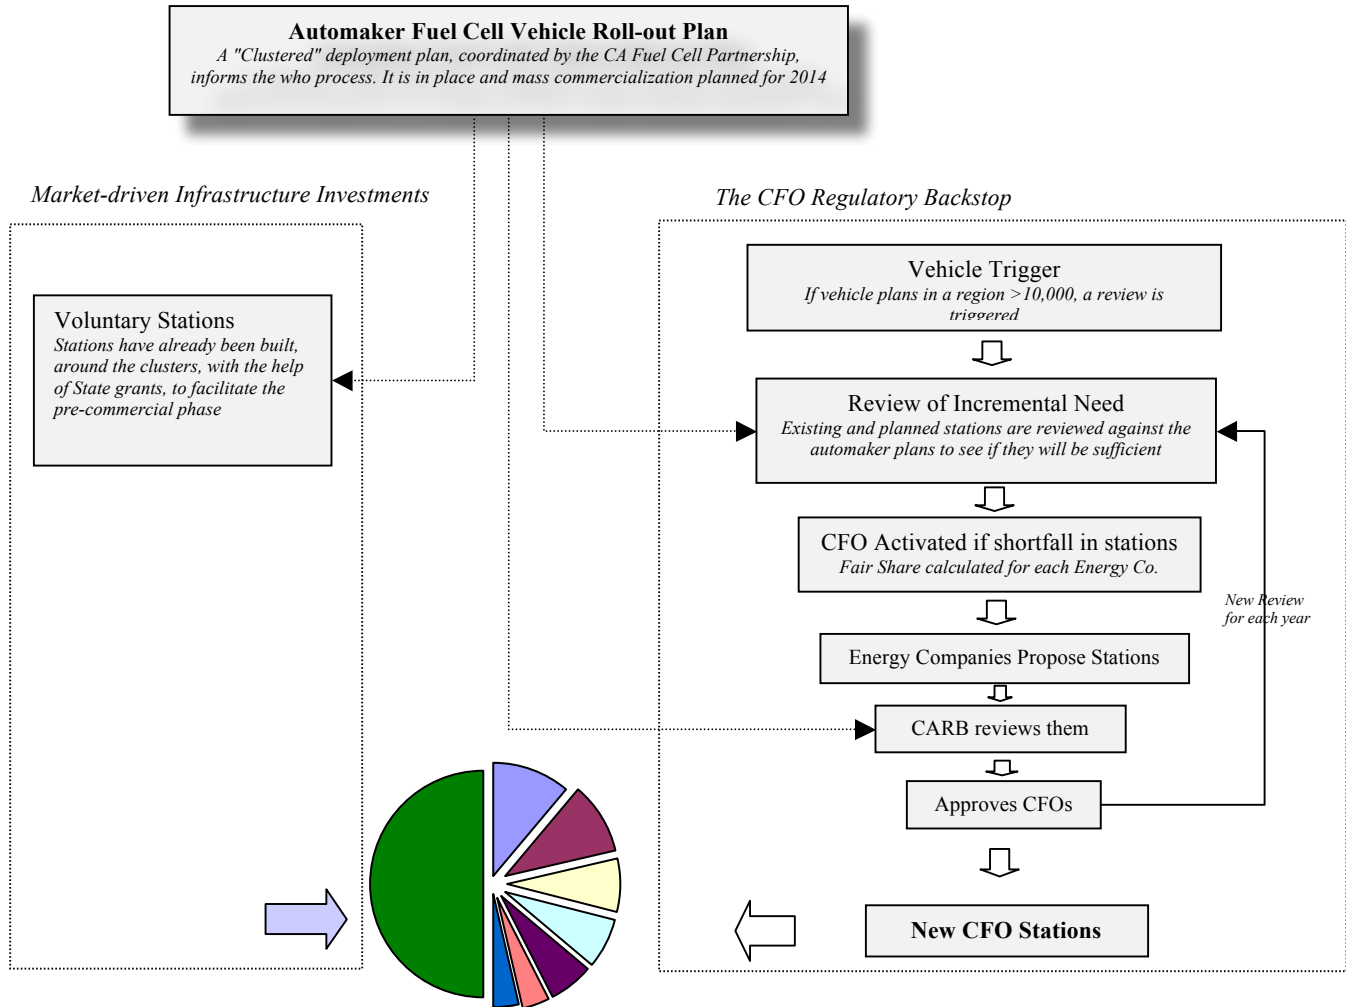 Automaker Fuel Cell Vehicle Roll-out Plan
A "Clustered" deployment plan, coordinated by the CA Fuel Cell Partnership,
informs the who process. It is in place and mass commercialization planned for 2014
Market-driven Infrastructure Investments
Voluntary Stations
Stations have already been built,
around the clusters, with the help
of State grants, to facilitate the
pre-commercial phase
The CFO Regulatory Backstop
Vehicle Trigger
If vehicle plans in a region >10,000, a review is
triggered
Review of Incremental Need
Existing and planned stations are reviewed against the
automaker plans to see if they will be sufficient
CFO Activated if shortfall in stations
Fair Share calculated for each Energy Co.
New Review
for each year
Energy Companies Propose Stations
CARB reviews them
Approves CFOs
New CFO Stations